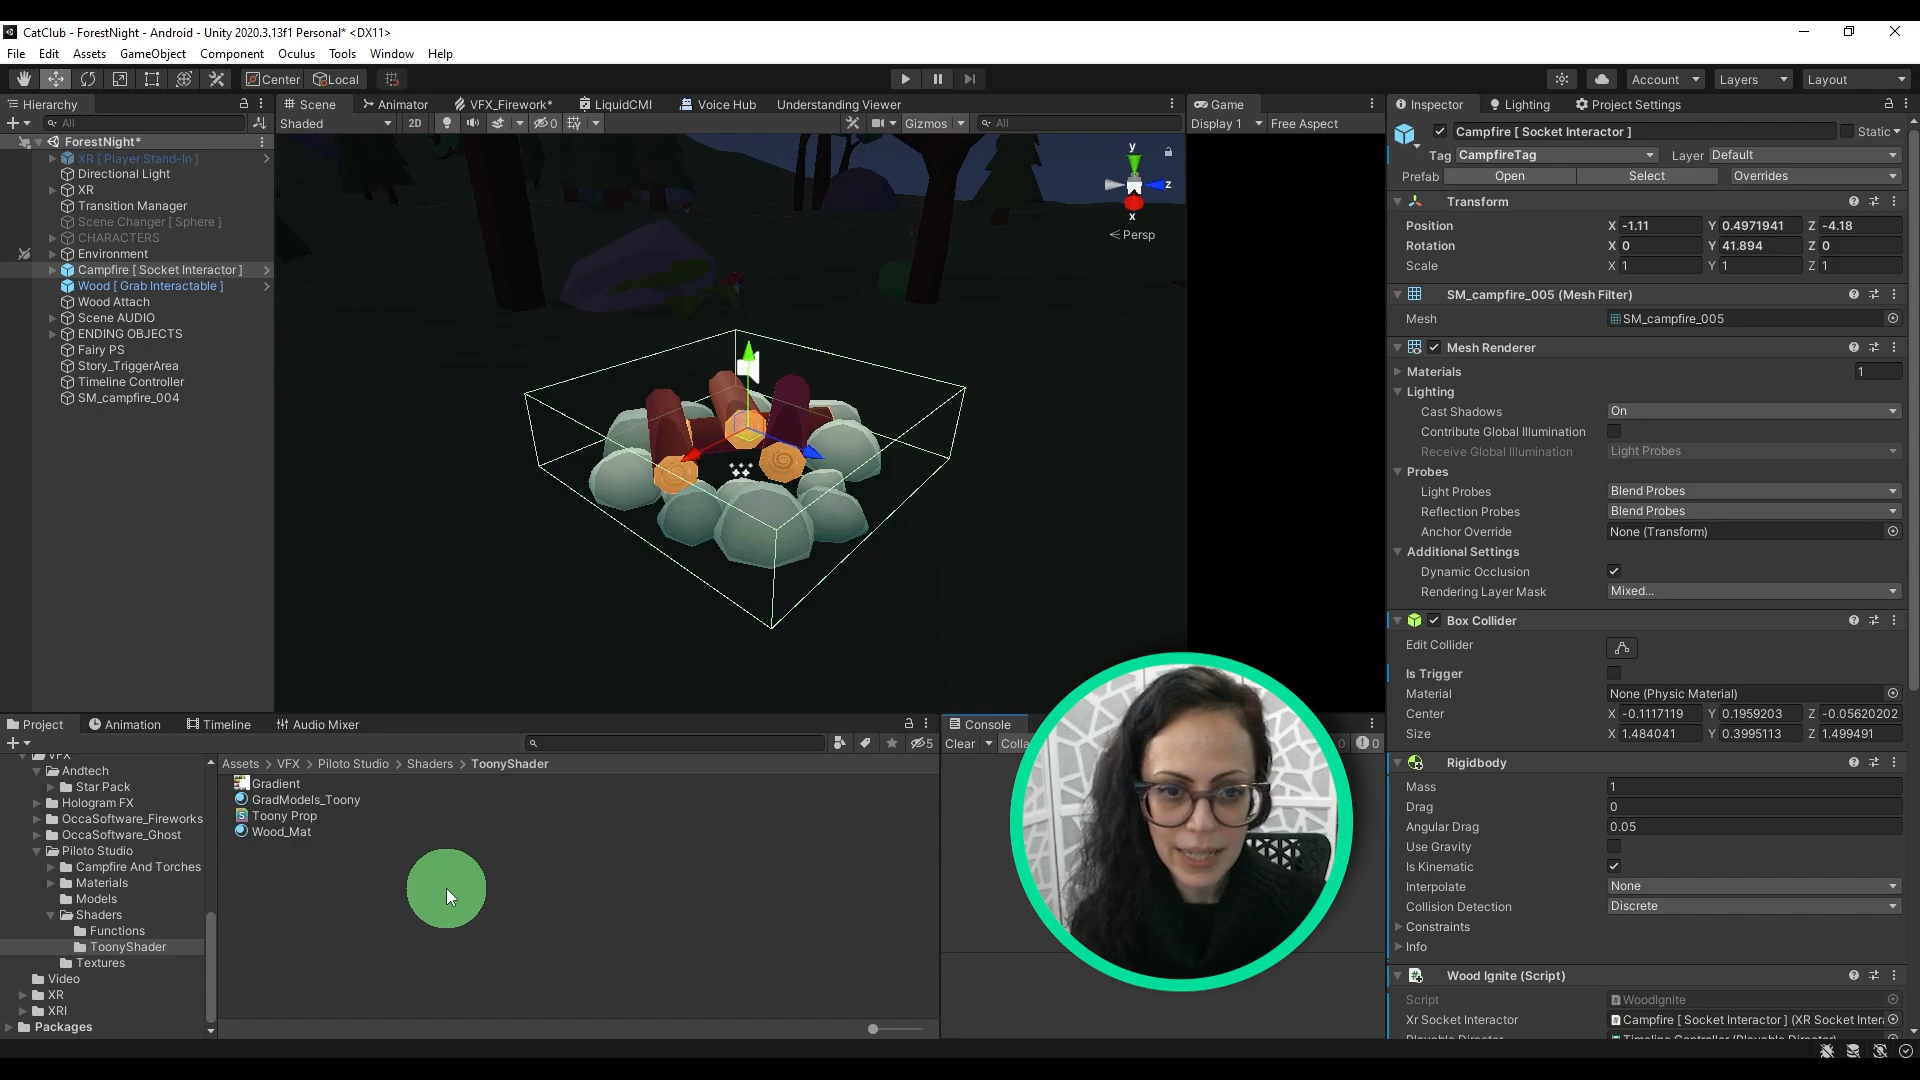 CatClub - ForestNight - Android - Unity 2020.3.13f1 Personal* <DX11>
File Edit Assets GameObject Component Oculus Tools Window Help
Center Local Account Layers Layout
Hierarchy Scene Animator VFX_Firework* LiquidCMI Voice Hub Understanding Viewer Game Inspector Lighting Project Settings
All Shaded 2D 0 Gizmos All Display 1 Free Aspect
ForestNight*
XR [ Player Stand-In ]
Directional Light
XR
Transition Manager
Scene Changer [ Sphere ]
CHARACTERS
Environment
Campfire [ Socket Interactor ]
Wood [ Grab Interactable ]
Wood Attach
Scene AUDIO
ENDING OBJECTS
Fairy PS
Story_TriggerArea
Timeline Controller
SM_campfire_004
y
z
x
Persp
Campfire [ Socket Interactor ] Static
Tag CampfireTag Layer Default
Prefab Open Select Overrides
Transform
Position X -1.11 Y 0.4971941 Z -4.18
Rotation X 0 Y 41.894 Z 0
Scale X 1 Y 1 Z 1
SM_campfire_005 (Mesh Filter)
Mesh SM_campfire_005
Mesh Renderer
Materials 1
Lighting
Cast Shadows On
Contribute Global Illumination
Receive Global Illumination Light Probes
Probes
Light Probes Blend Probes
Reflection Probes Blend Probes
Anchor Override None (Transform)
Additional Settings
Dynamic Occlusion
Rendering Layer Mask Mixed...
Box Collider
Edit Collider
Is Trigger
Material None (Physic Material)
Center X -0.1117119 Y 0.1959203 Z -0.05620202
Size X 1.484041 Y 0.3995113 Z 1.499491
Rigidbody
Mass 1
Drag 0
Angular Drag 0.05
Use Gravity
Is Kinematic
Interpolate None
Collision Detection Discrete
Constraints
Info
Wood Ignite (Script)
Script WoodIgnite
Xr Socket Interactor Campfire [ Socket Interactor ] (XR Socket Inter
Project Animation Timeline Audio Mixer
5
VFX
Andtech
Star Pack
Hologram FX
OccaSoftware_Fireworks
OccaSoftware_Ghost
Piloto Studio
Campfire And Torches
Materials
Models
Shaders
Functions
ToonyShader
Textures
Video
XR
XRI
Packages
Assets > VFX > Piloto Studio > Shaders > ToonyShader
Gradient
GradModels_Toony
Toony Prop
Wood_Mat
Console
Clear Colla 0 0